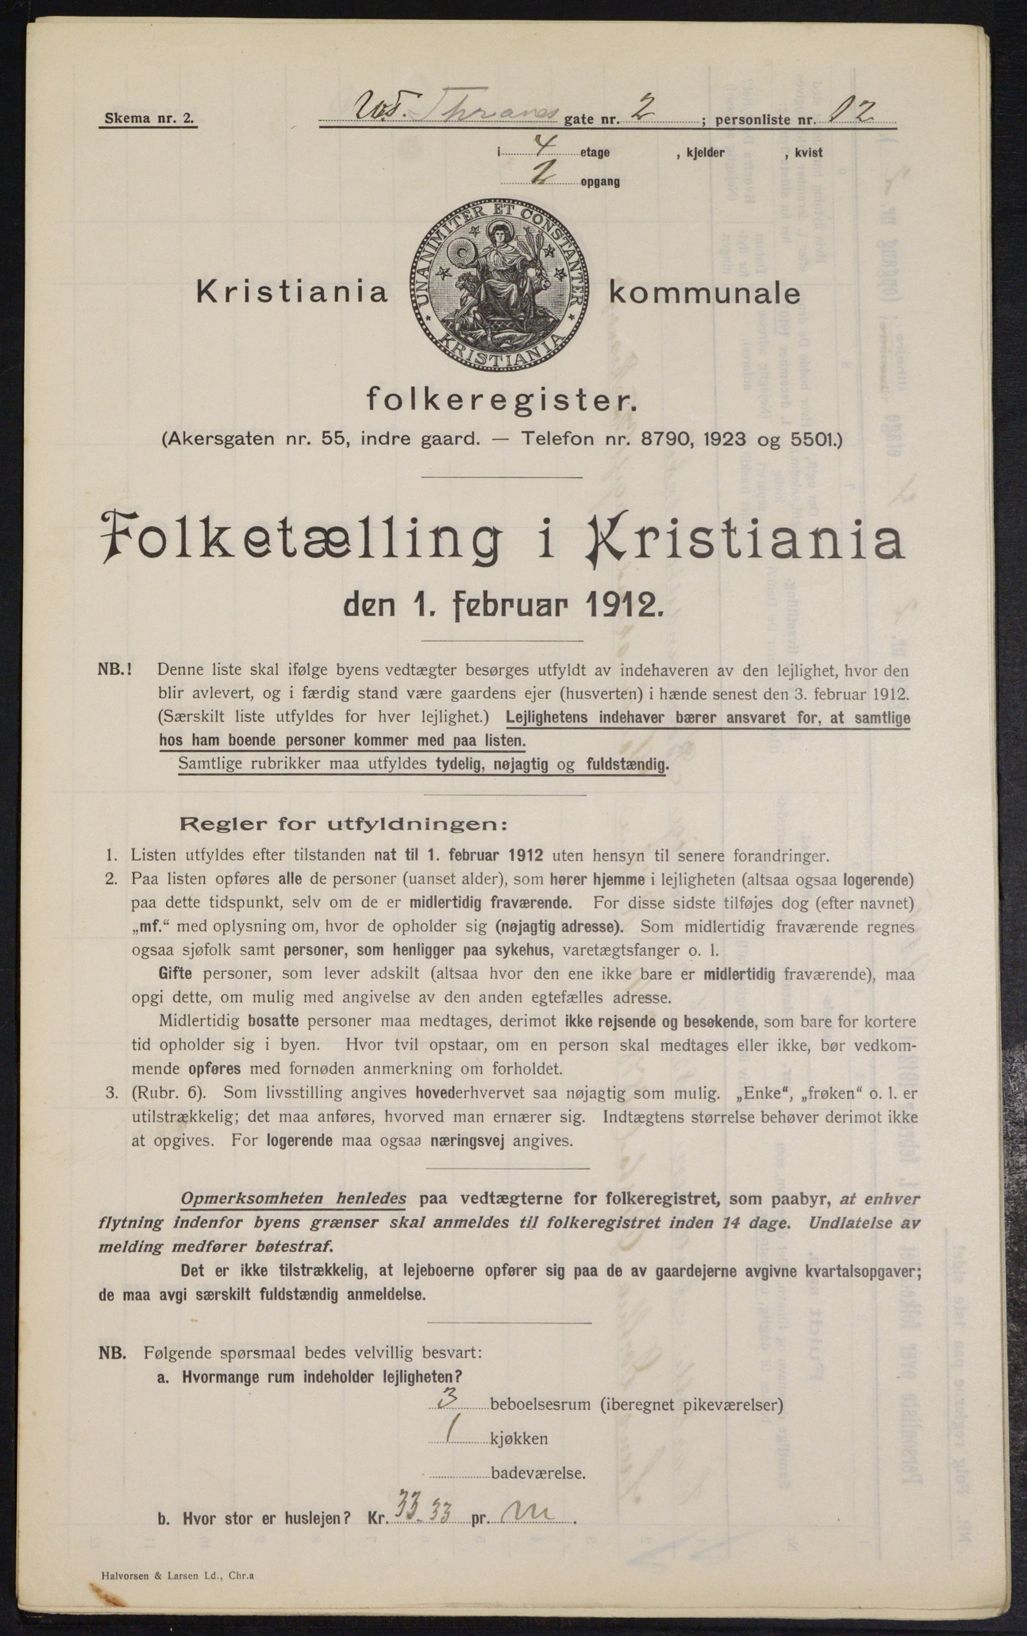 Skema nr. 2.
Thranes gate nr. 2 ; personliste nr. 12
i 4 etage , kjelder , kvist
2 opgang
UNANIMITER ET CONSTANTER
KRISTIANIA
Kristiania kommunale
folkeregister.
(Akersgaten nr. 55, indre gaard. — Telefon nr. 8790, 1923 og 5501.)
Folketælling i Kristiania
den 1. februar 1912.
NB.! Denne liste skal ifølge byens vedtægter besørges utfyldt av indehaveren av den lejlighet, hvor den
blir avlevert, og i færdig stand være gaardens ejer (husverten) i hænde senest den 3. februar 1912.
(Særskilt liste utfyldes for hver lejlighet.) Lejlighetens indehaver bærer ansvaret for, at samtlige
hos ham boende personer kommer med paa listen.
Samtlige rubrikker maa utfyldes tydelig, nøjagtig og fuldstændig.
Regler for utfyldningen:
1. Listen utfyldes efter tilstanden nat til 1. februar 1912 uten hensyn til senere forandringer.
2. Paa listen opføres alle de personer (uanset alder), som hører hjemme i lejligheten (altsaa ogsaa logerende)
paa dette tidspunkt, selv om de er midlertidig fraværende. For disse sidste tilføjes dog (efter navnet)
„mf.“ med oplysning om, hvor de opholder sig (nøjagtig adresse). Som midlertidig fraværende regnes
ogsaa sjøfolk samt personer, som henligger paa sykehus, varetægtsfanger o. l.
Gifte personer, som lever adskilt (altsaa hvor den ene ikke bare er midlertidig fraværende), maa
opgi dette, om mulig med angivelse av den anden egtefælles adresse.
Midlertidig bosatte personer maa medtages, derimot ikke rejsende og besøkende, som bare for kortere
tid opholder sig i byen. Hvor tvil opstaar, om en person skal medtages eller ikke, bør vedkom-
mende opføres med fornøden anmerkning om forholdet.
3. (Rubr. 6). Som livsstilling angives hovederhvervet saa nøjagtig som mulig. „Enke“, „frøken“ o. l. er
utilstrækkelig; det maa anføres, hvorved man ernærer sig. Indtægtens størrelse behøver derimot ikke
at opgives. For logerende maa ogsaa næringsvej angives.
Opmerksomheten henledes paa vedtægterne for folkeregistret, som paabyr, at enhver
flytning indenfor byens grænser skal anmeldes til folkeregistret inden 14 dage. Undlatelse av
melding medfører bøtestraf.
Det er ikke tilstrækkelig, at lejeboerne opfører sig paa de av gaardejerne avgivne kvartalsopgaver;
de maa avgi særskilt fuldstændig anmeldelse.
NB. Følgende spørsmaal bedes velvillig besvart:
a. Hvormange rum indeholder lejligheten?
3 beboelsesrum (iberegnet pikeværelser)
1 kjøkken
badeværelse.
b. Hvor stor er huslejen? Kr. 33.33 pr. m.
Halvorsen & Larsen Ld., Chr.a